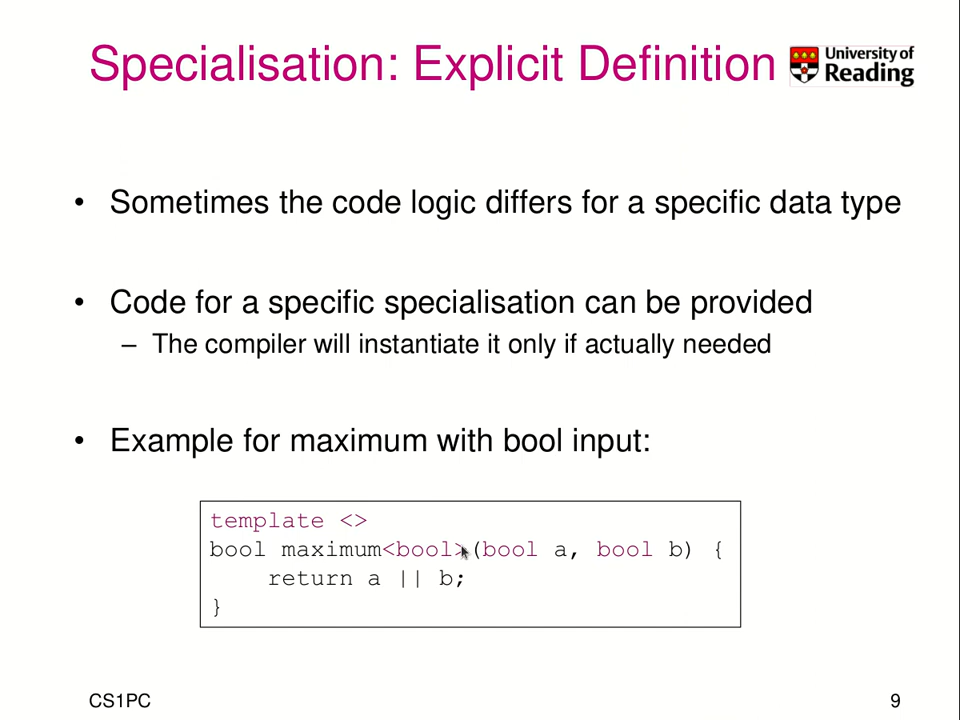 Specialisation: Explicit Definition
University of
Reading
• Sometimes the code logic differs for a specific data type
• Code for a specific specialisation can be provided
– The compiler will instantiate it only if actually needed
• Example for maximum with bool input:
template <>
bool maximum<bool>(bool a, bool b) {
    return a || b;
}
CS1PC
9